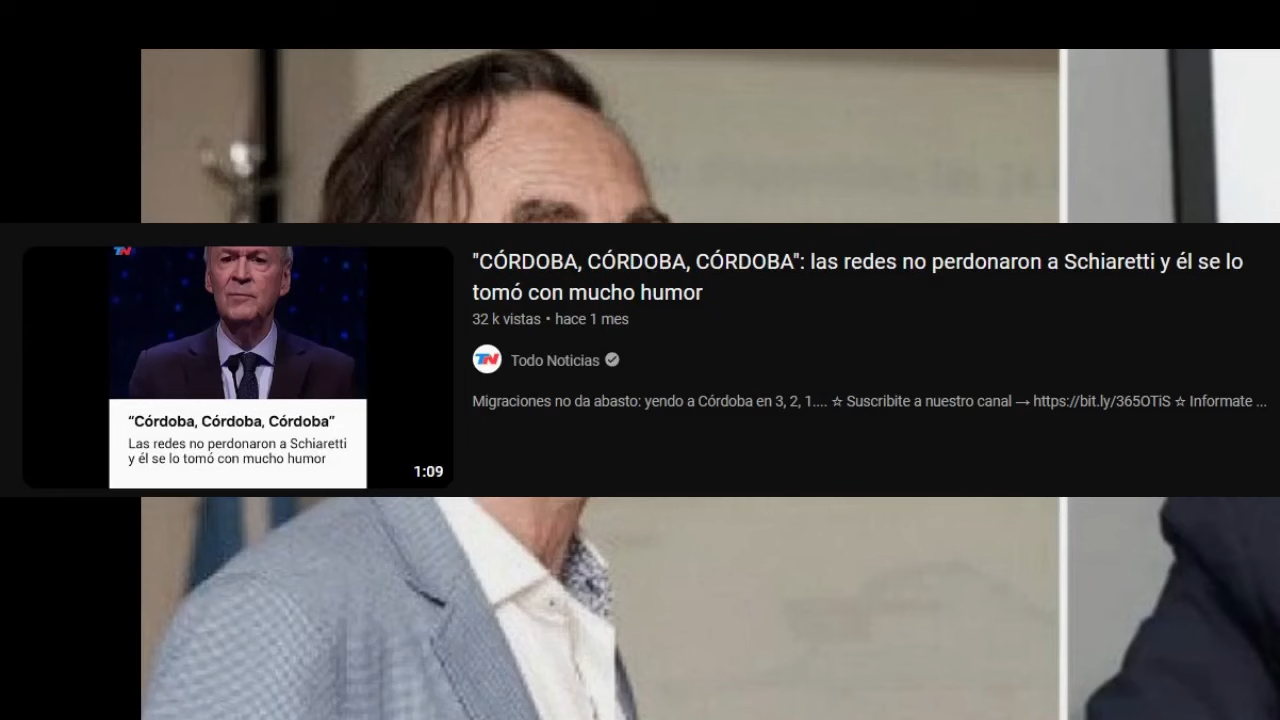 "CÓRDOBA, CÓRDOBA, CÓRDOBA": las redes no perdonaron a Schiaretti y él se lo
tomó con mucho humor
32 k vistas • hace 1 mes
TN
TN Todo Noticias
Migraciones no da abasto: yendo a Córdoba en 3, 2, 1.... ☆ Suscribite a nuestro canal → https://bit.ly/365OTiS ☆ Informate ...
“Córdoba, Córdoba, Córdoba”
Las redes no perdonaron a Schiaretti
y él se lo tomó con mucho humor
1:09